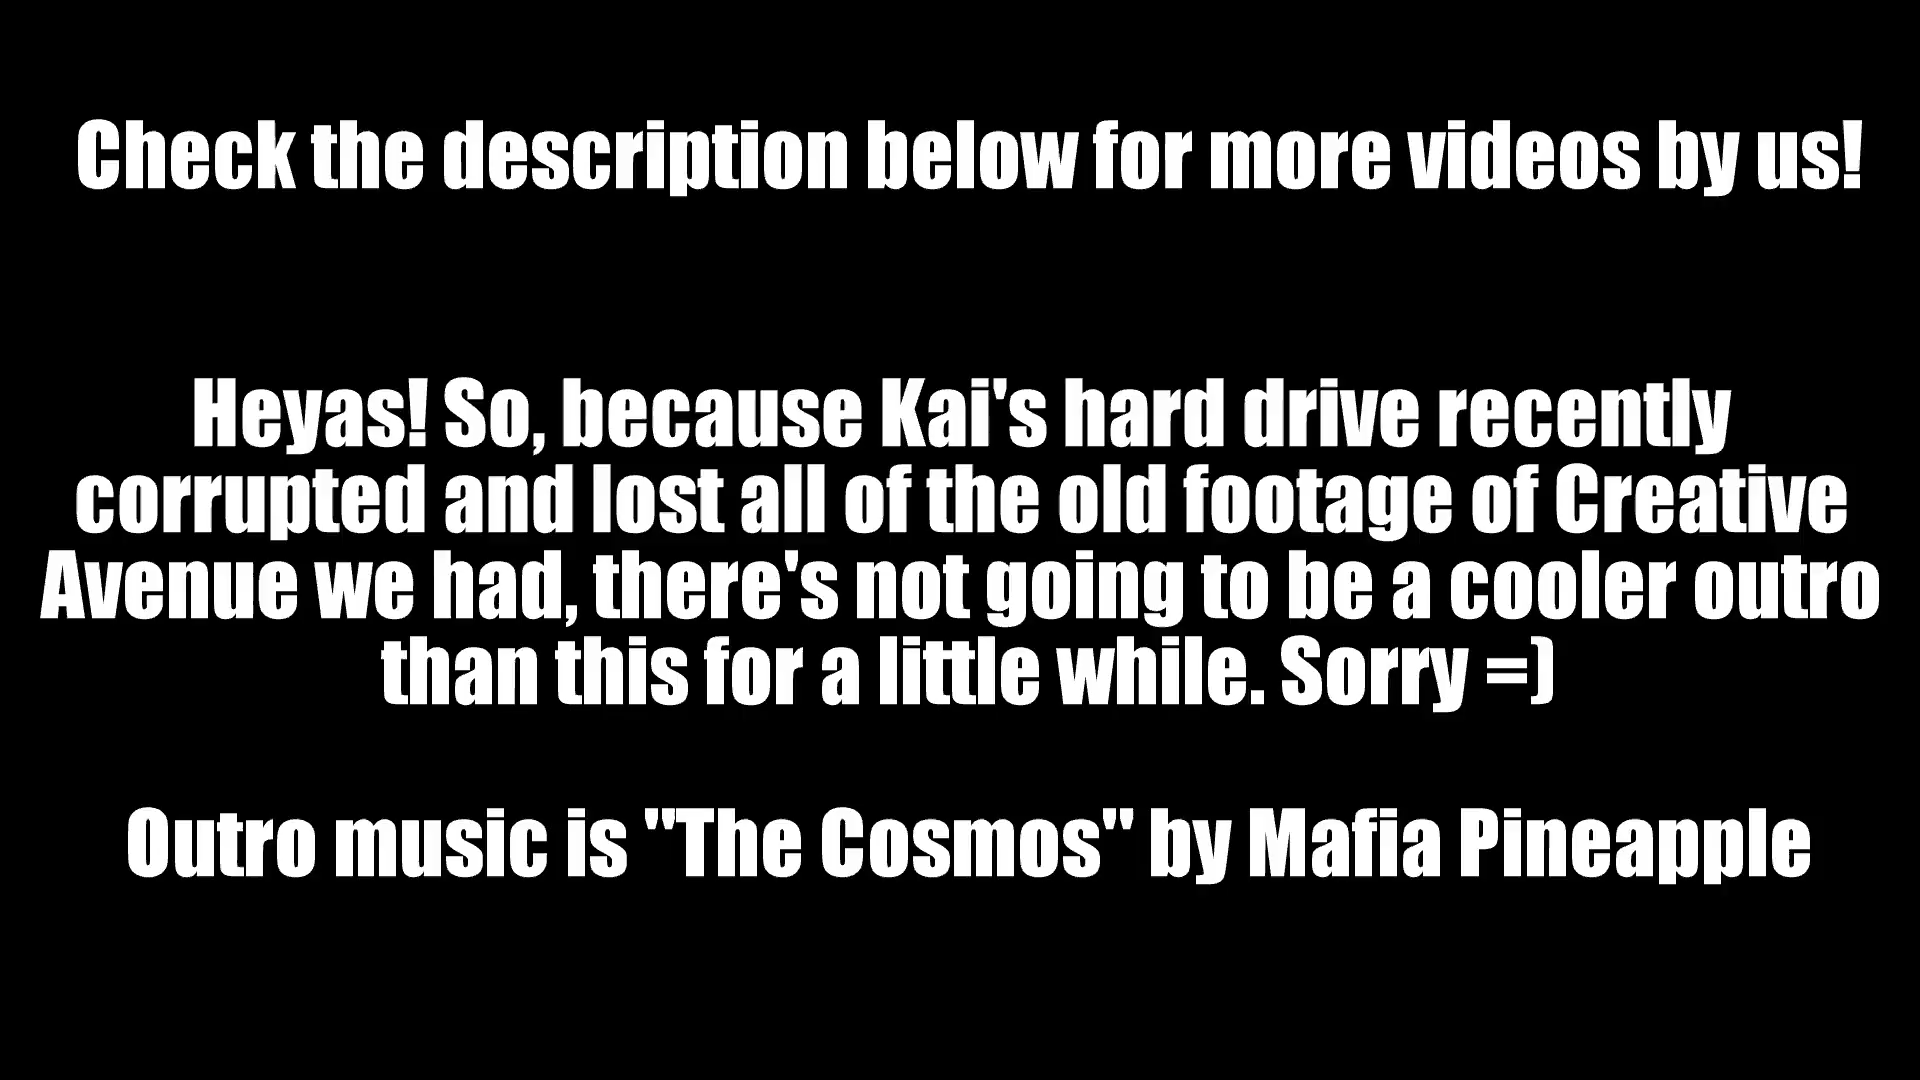 Check the description below for more videos by us!
Heyas! So, because Kai's hard drive recently
corrupted and lost all of the old footage of Creative
Avenue we had, there's not going to be a cooler outro
than this for a little while. Sorry =)
Outro music is "The Cosmos" by Mafia Pineapple